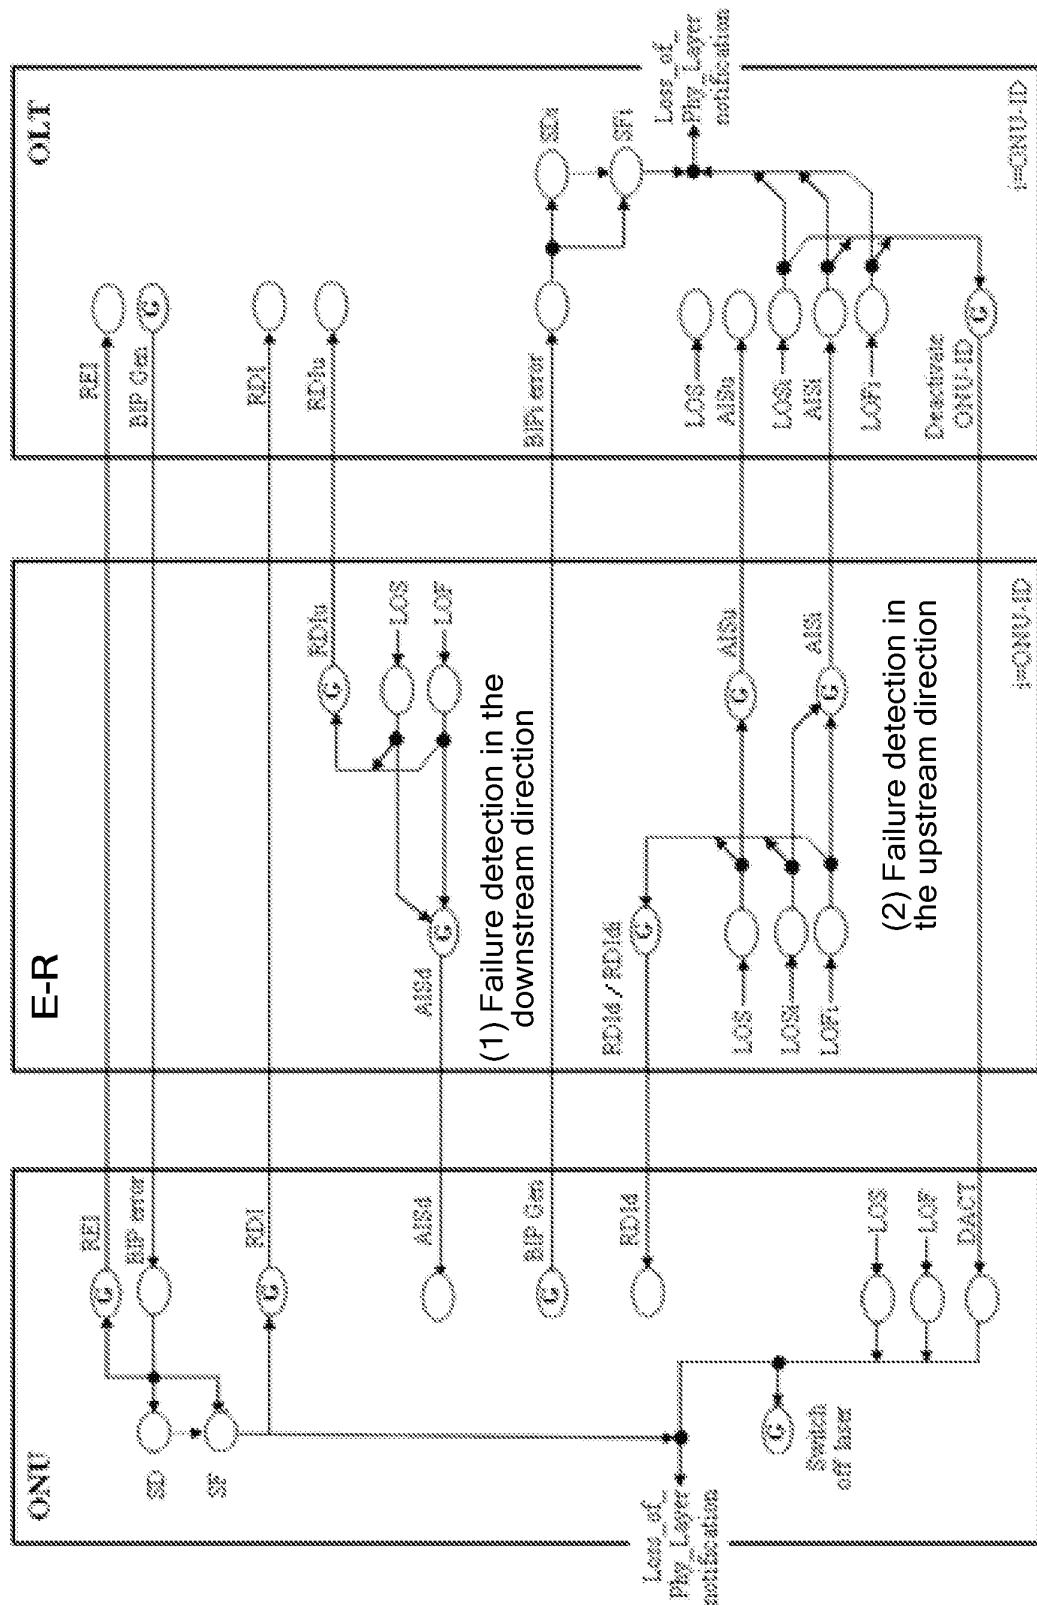 ONU
SD
SF
REI
BIP error
RDI
AISd
BIP Gen
RDId
LOS
LOF
DACT
G
G
G
G
Switch
off laser
Loss_of_
Phy_Layer
notification
E-R
RDIu
G
LOS
LOF
G
AISd
(1) Failure detection in the
downstream direction
RDId / RDIdi
G
LOS
LOSi
LOFi
AISu
G
AISi
G
(2) Failure detection in
the upstream direction
i=ONU-ID
OLT
REI
BIP Gen
G
RDI
RDIu
BIPi error
SDi
SFi
Loss_of_
Phy_Layer
notification
LOS
AISu
LOSi
AISi
LOFi
Deactivate
ONU-ID
G
i=ONU-ID